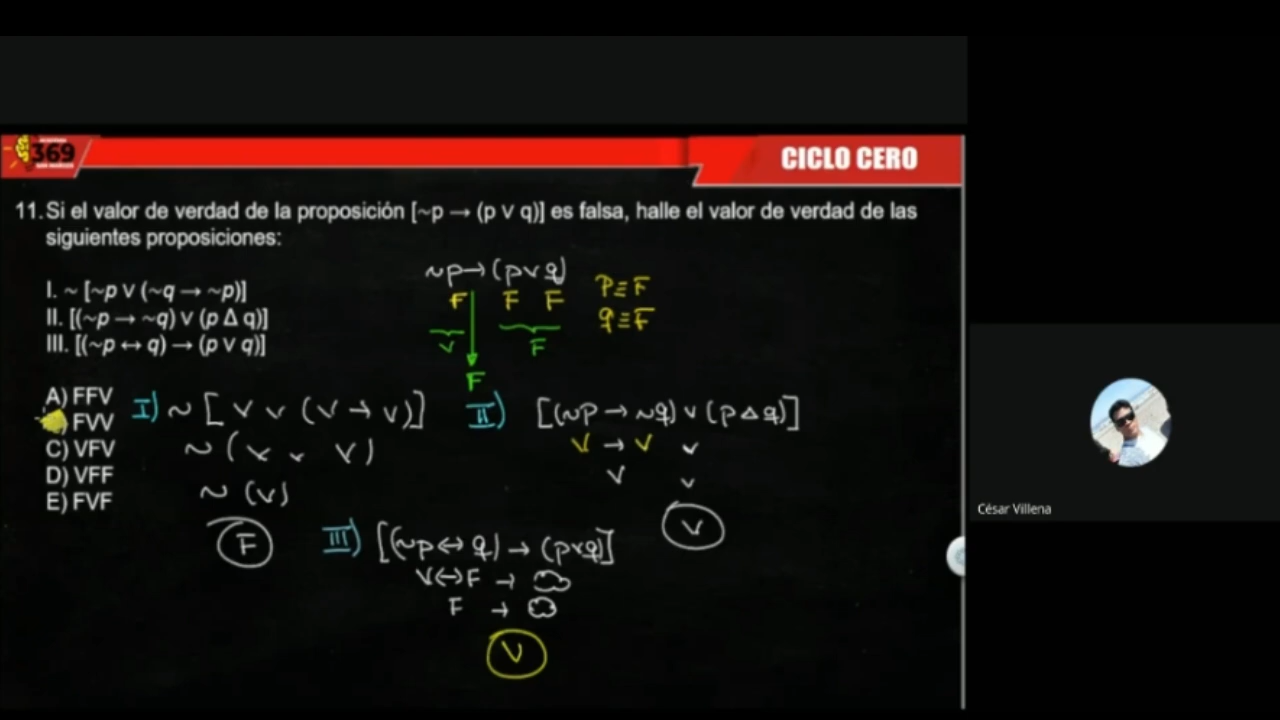 369
CICLO CERO
11. Si el valor de verdad de la proposición [~p → (p v q)] es falsa, halle el valor de verdad de las
siguientes proposiciones:
I. ~ [~p v (~q → ~p)]
II. [(~p → ~q) v (p Δ q)]
III. [(~p ↔ q) → (p v q)]
A) FFV
FVV
C) VFV
D) VFF
E) FVF
~p → (p v q)
F F F
V F
F
p ≡ F
q ≡ F
I) ~ [ V v (V → V)]
~ ( V v V )
~ (V)
F
II) [(~p → ~q) v (p Δ q)]
V → V v
V v
V
III) [(~p ↔ q) → (p v q)]
V ↔ F →
F →
V
César Villena